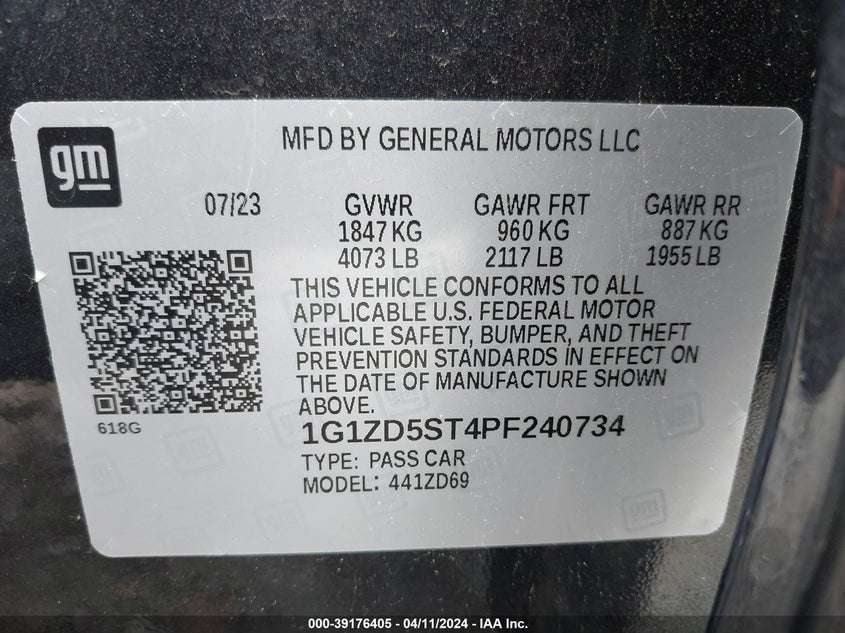 gm
MFD BY GENERAL MOTORS LLC
07/23 GVWR GAWR FRT GAWR RR
1847 KG 960 KG 887 KG
4073 LB 2117 LB 1955 LB
THIS VEHICLE CONFORMS TO ALL
APPLICABLE U.S. FEDERAL MOTOR
VEHICLE SAFETY, BUMPER, AND THEFT
PREVENTION STANDARDS IN EFFECT ON
THE DATE OF MANUFACTURE SHOWN
ABOVE.
618G
1G1ZD5ST4PF240734
TYPE: PASS CAR
MODEL: 441ZD69
000-39176405 - 04/11/2024 - IAA Inc.